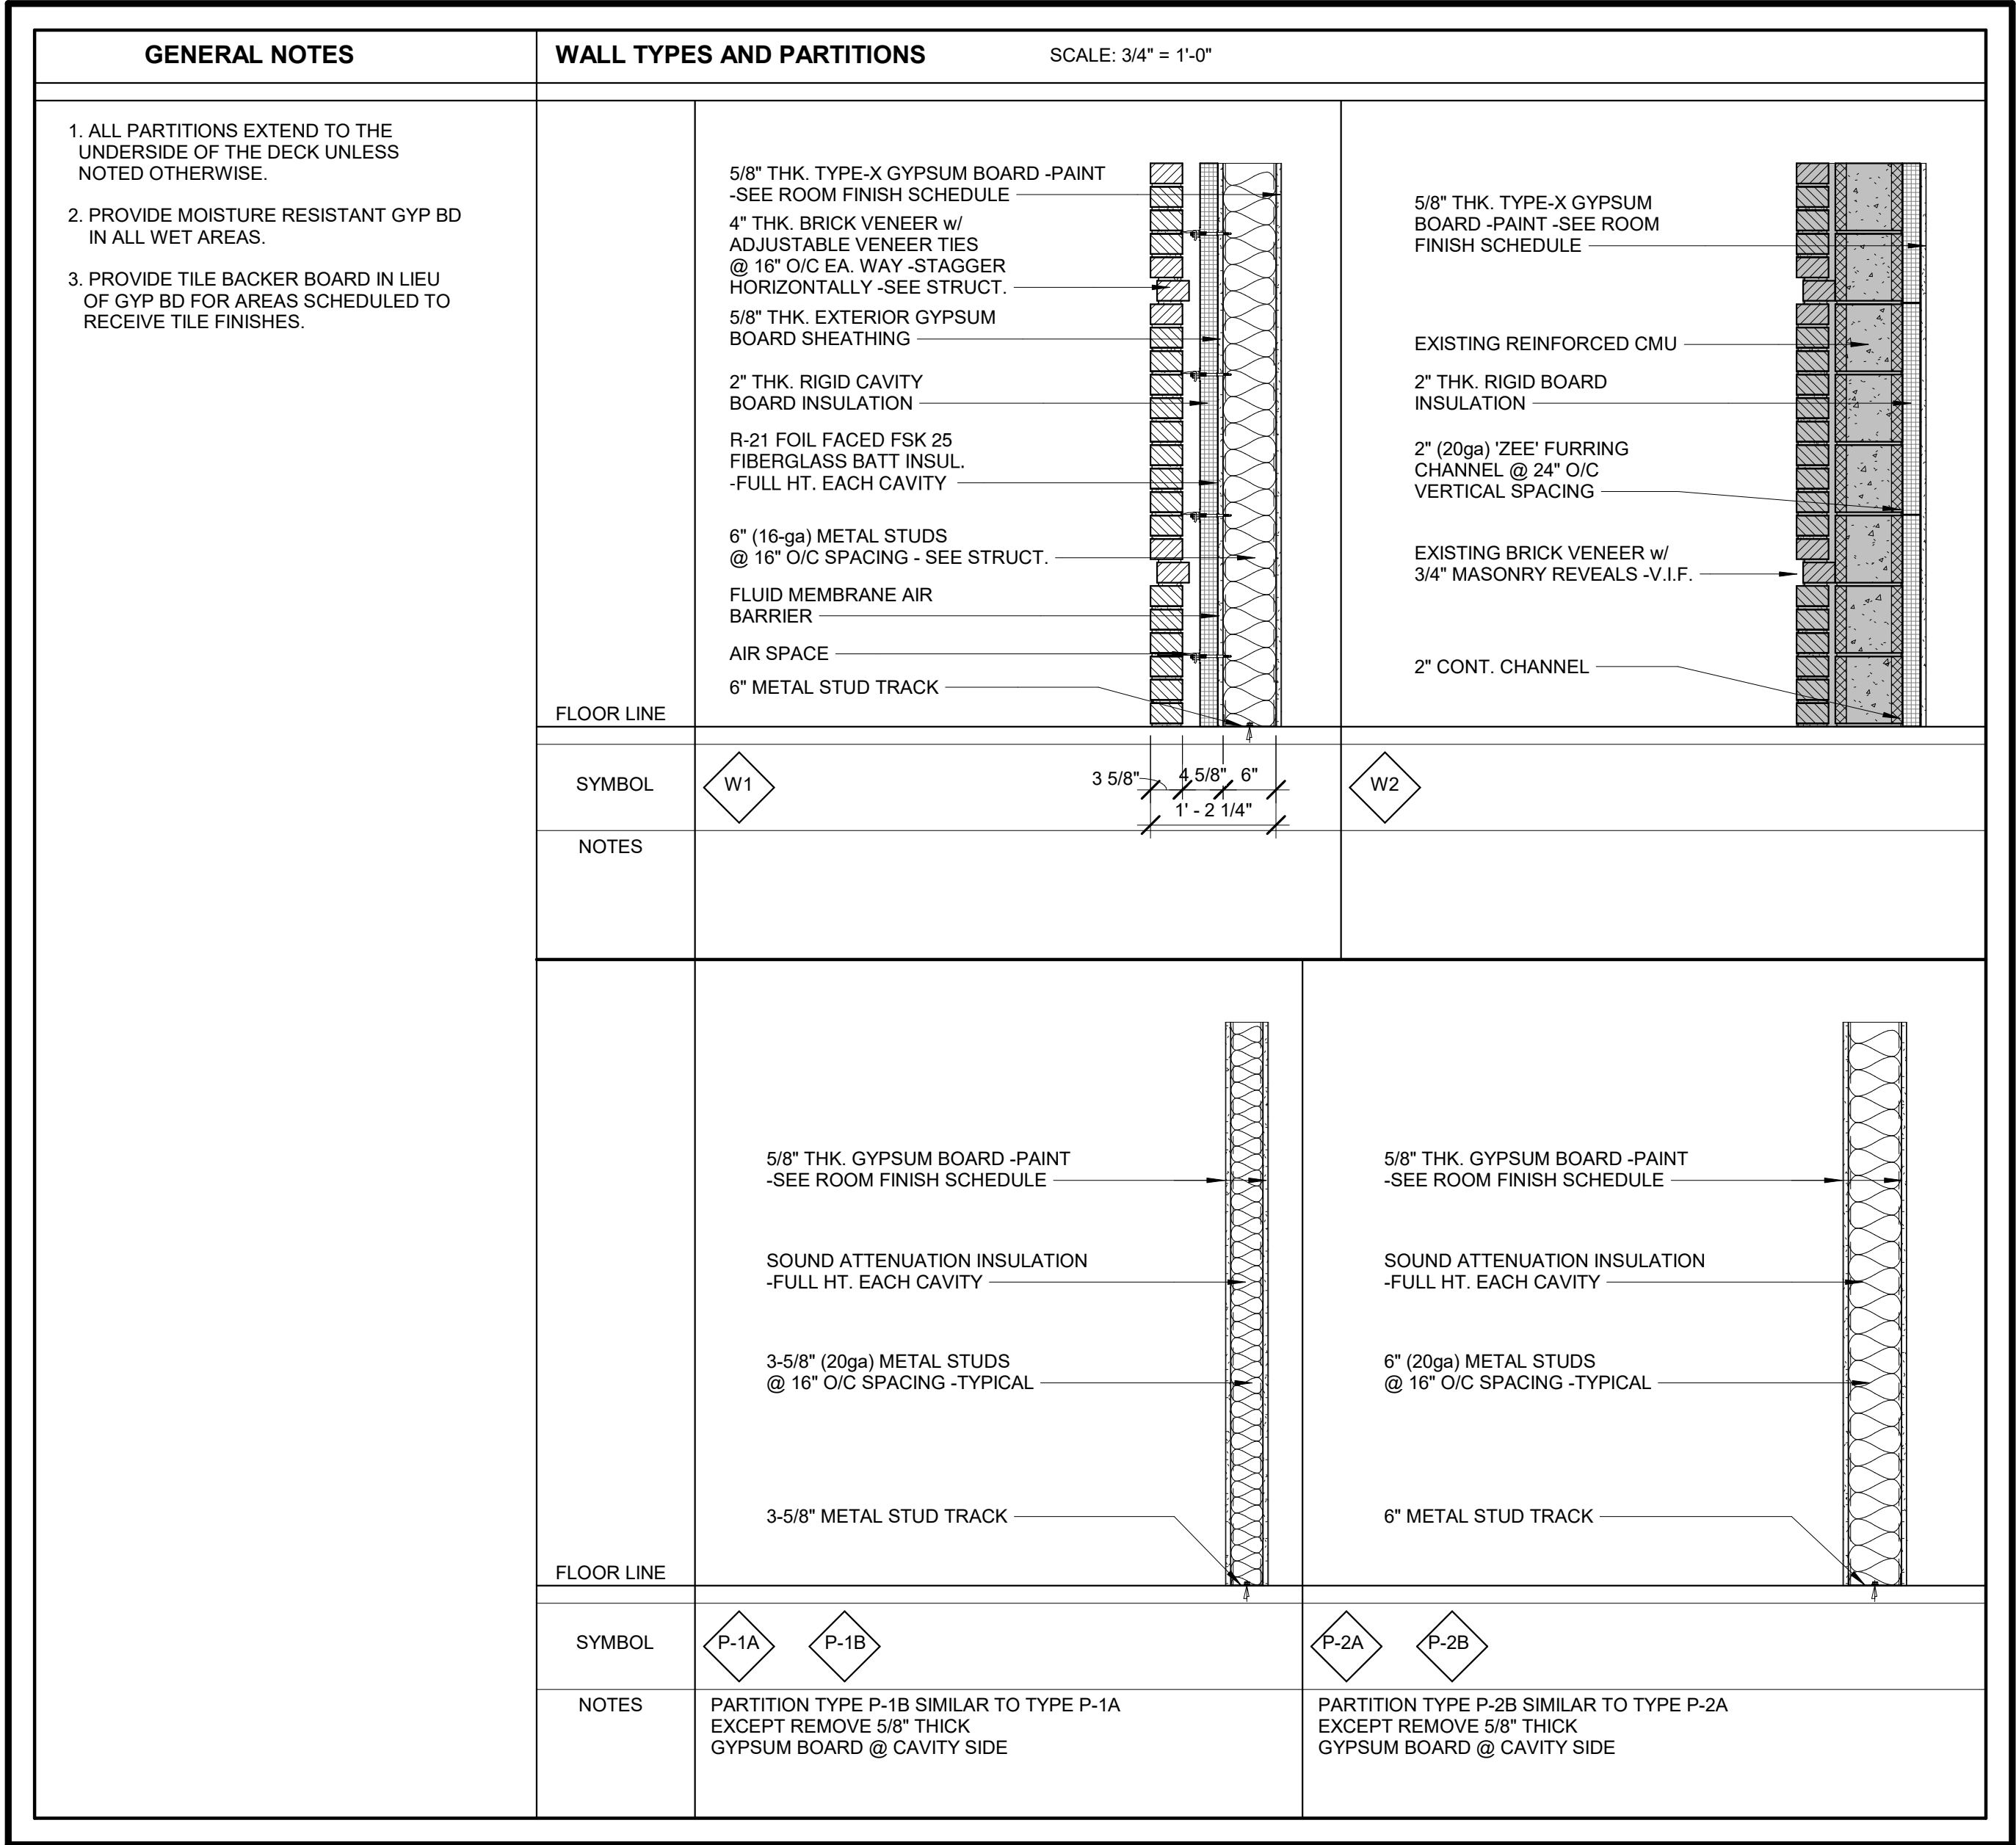 GENERAL NOTES
1. ALL PARTITIONS EXTEND TO THE
UNDERSIDE OF THE DECK UNLESS
NOTED OTHERWISE.
2. PROVIDE MOISTURE RESISTANT GYP BD
IN ALL WET AREAS.
3. PROVIDE TILE BACKER BOARD IN LIEU
OF GYP BD FOR AREAS SCHEDULED TO
RECEIVE TILE FINISHES.
WALL TYPES AND PARTITIONS
SCALE: 3/4" = 1'-0"
5/8" THK. TYPE-X GYPSUM BOARD -PAINT
-SEE ROOM FINISH SCHEDULE
4" THK. BRICK VENEER w/
ADJUSTABLE VENEER TIES
@ 16" O/C EA. WAY -STAGGER
HORIZONTALLY -SEE STRUCT.
5/8" THK. EXTERIOR GYPSUM
BOARD SHEATHING
2" THK. RIGID CAVITY
BOARD INSULATION
R-21 FOIL FACED FSK 25
FIBERGLASS BATT INSUL.
-FULL HT. EACH CAVITY
6" (16-ga) METAL STUDS
@ 16" O/C SPACING - SEE STRUCT.
FLUID MEMBRANE AIR
BARRIER
AIR SPACE
6" METAL STUD TRACK
5/8" THK. TYPE-X GYPSUM
BOARD -PAINT -SEE ROOM
FINISH SCHEDULE
EXISTING REINFORCED CMU
2" THK. RIGID BOARD
INSULATION
2" (20ga) 'ZEE' FURRING
CHANNEL @ 24" O/C
VERTICAL SPACING
EXISTING BRICK VENEER w/
3/4" MASONRY REVEALS -V.I.F.
2" CONT. CHANNEL
FLOOR LINE
SYMBOL
W1
3 5/8"
4 5/8"
6"
1' - 2 1/4"
W2
NOTES
5/8" THK. GYPSUM BOARD -PAINT
-SEE ROOM FINISH SCHEDULE
SOUND ATTENUATION INSULATION
-FULL HT. EACH CAVITY
3-5/8" (20ga) METAL STUDS
@ 16" O/C SPACING -TYPICAL
3-5/8" METAL STUD TRACK
5/8" THK. GYPSUM BOARD -PAINT
-SEE ROOM FINISH SCHEDULE
SOUND ATTENUATION INSULATION
-FULL HT. EACH CAVITY
6" (20ga) METAL STUDS
@ 16" O/C SPACING -TYPICAL
6" METAL STUD TRACK
FLOOR LINE
SYMBOL
P-1A
P-1B
P-2A
P-2B
NOTES
PARTITION TYPE P-1B SIMILAR TO TYPE P-1A
EXCEPT REMOVE 5/8" THICK
GYPSUM BOARD @ CAVITY SIDE
PARTITION TYPE P-2B SIMILAR TO TYPE P-2A
EXCEPT REMOVE 5/8" THICK
GYPSUM BOARD @ CAVITY SIDE